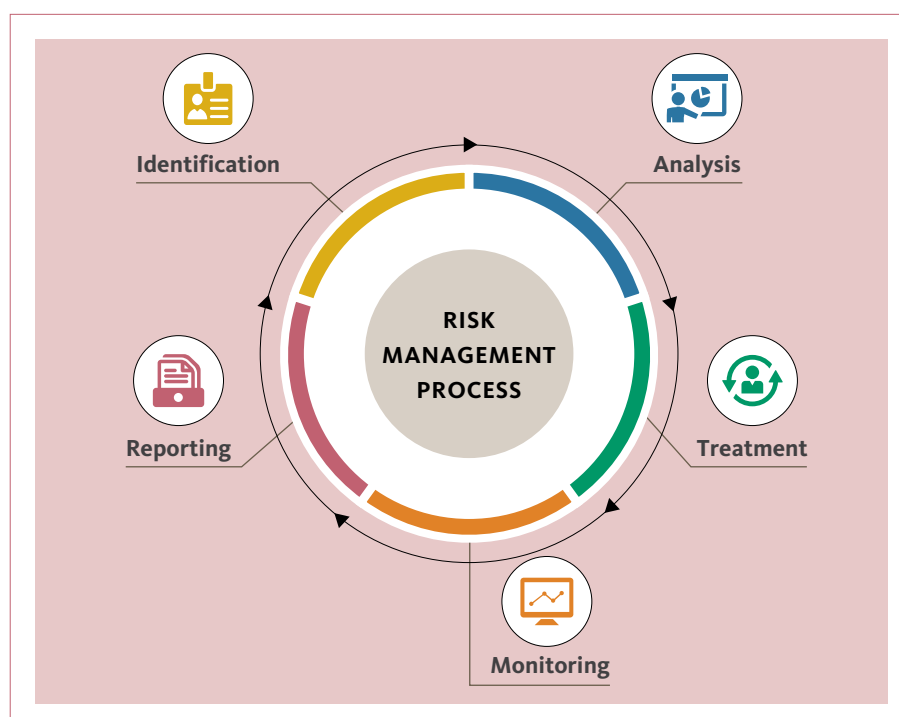 Identification
Analysis
RISK
MANAGEMENT
PROCESS
Reporting
Treatment
Monitoring